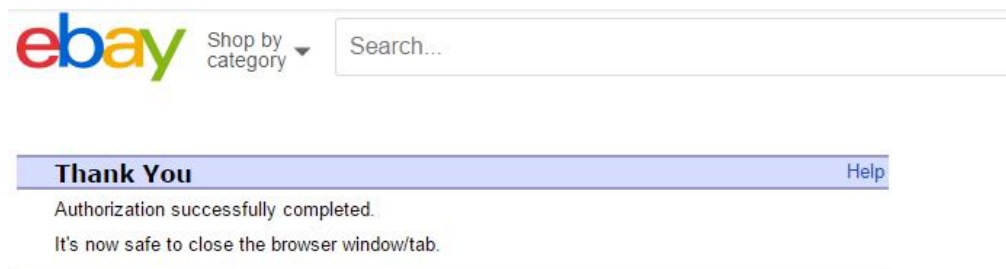 ebay
Shop by
category
Search...
Thank You
Help
Authorization successfully completed.
It's now safe to close the browser window/tab.